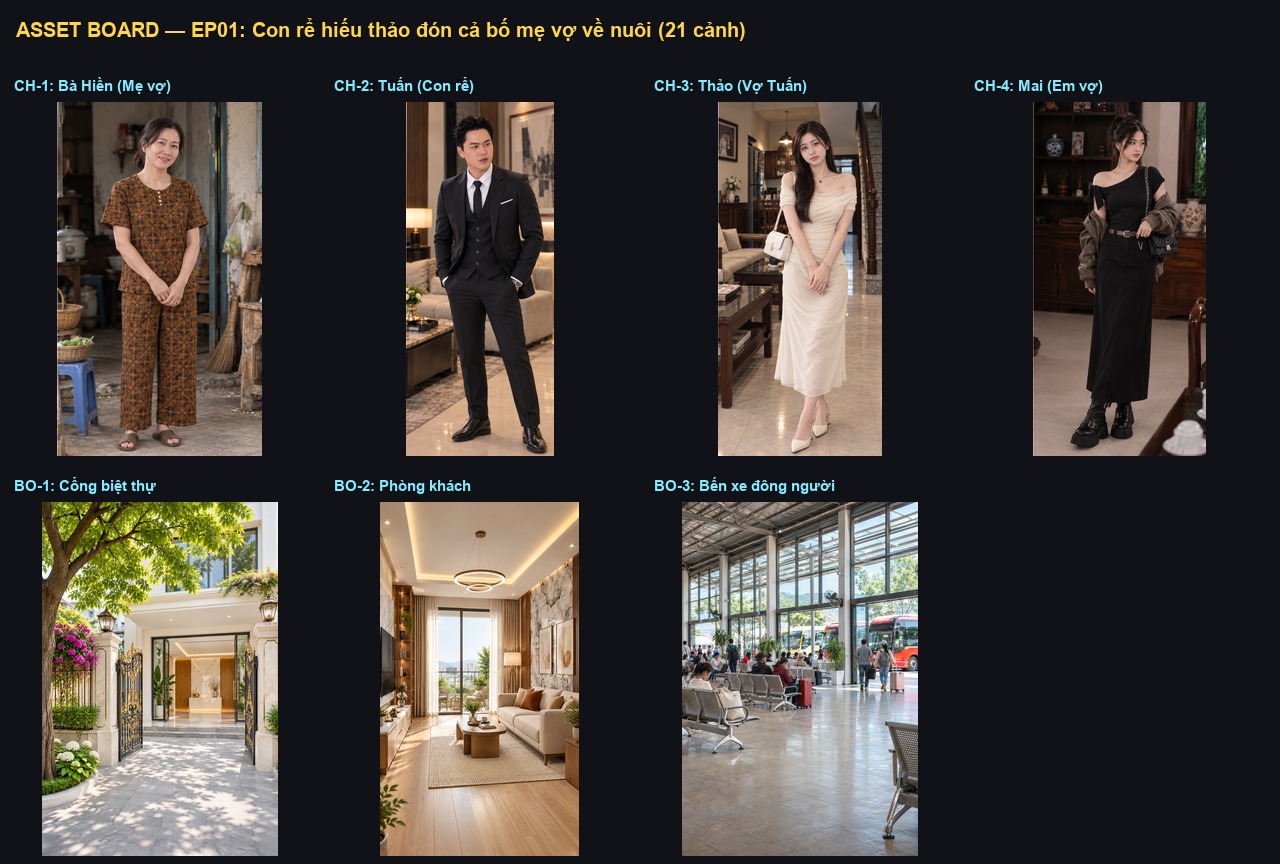 ASSET BOARD — EP01: Con rể hiếu thảo đón cả bố mẹ vợ về nuôi (21 cảnh)
CH-1: Bà Hiền (Mẹ vợ)
CH-2: Tuấn (Con rể)
CH-3: Thảo (Vợ Tuấn)
CH-4: Mai (Em vợ)
BO-1: Cổng biệt thự
BO-2: Phòng khách
BO-3: Bến xe đông người